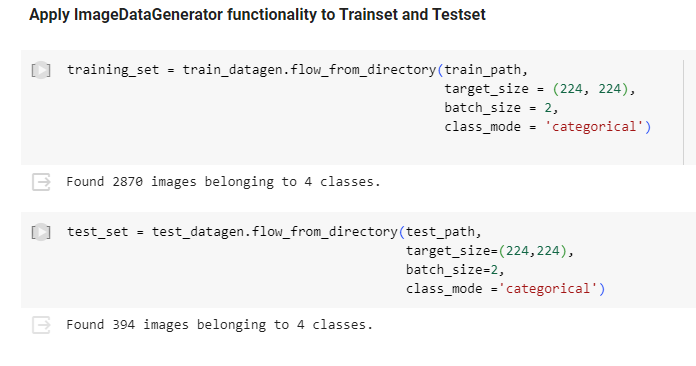 Apply ImageDataGenerator functionality to Trainset and Testset
training_set = train_datagen.flow_from_directory(train_path,
target_size = (224, 224),
batch_size = 2,
class_mode = 'categorical')
Found 2870 images belonging to 4 classes.
test_set = test_datagen.flow_from_directory(test_path,
target_size=(224,224),
batch_size=2,
class_mode ='categorical')
Found 394 images belonging to 4 classes.